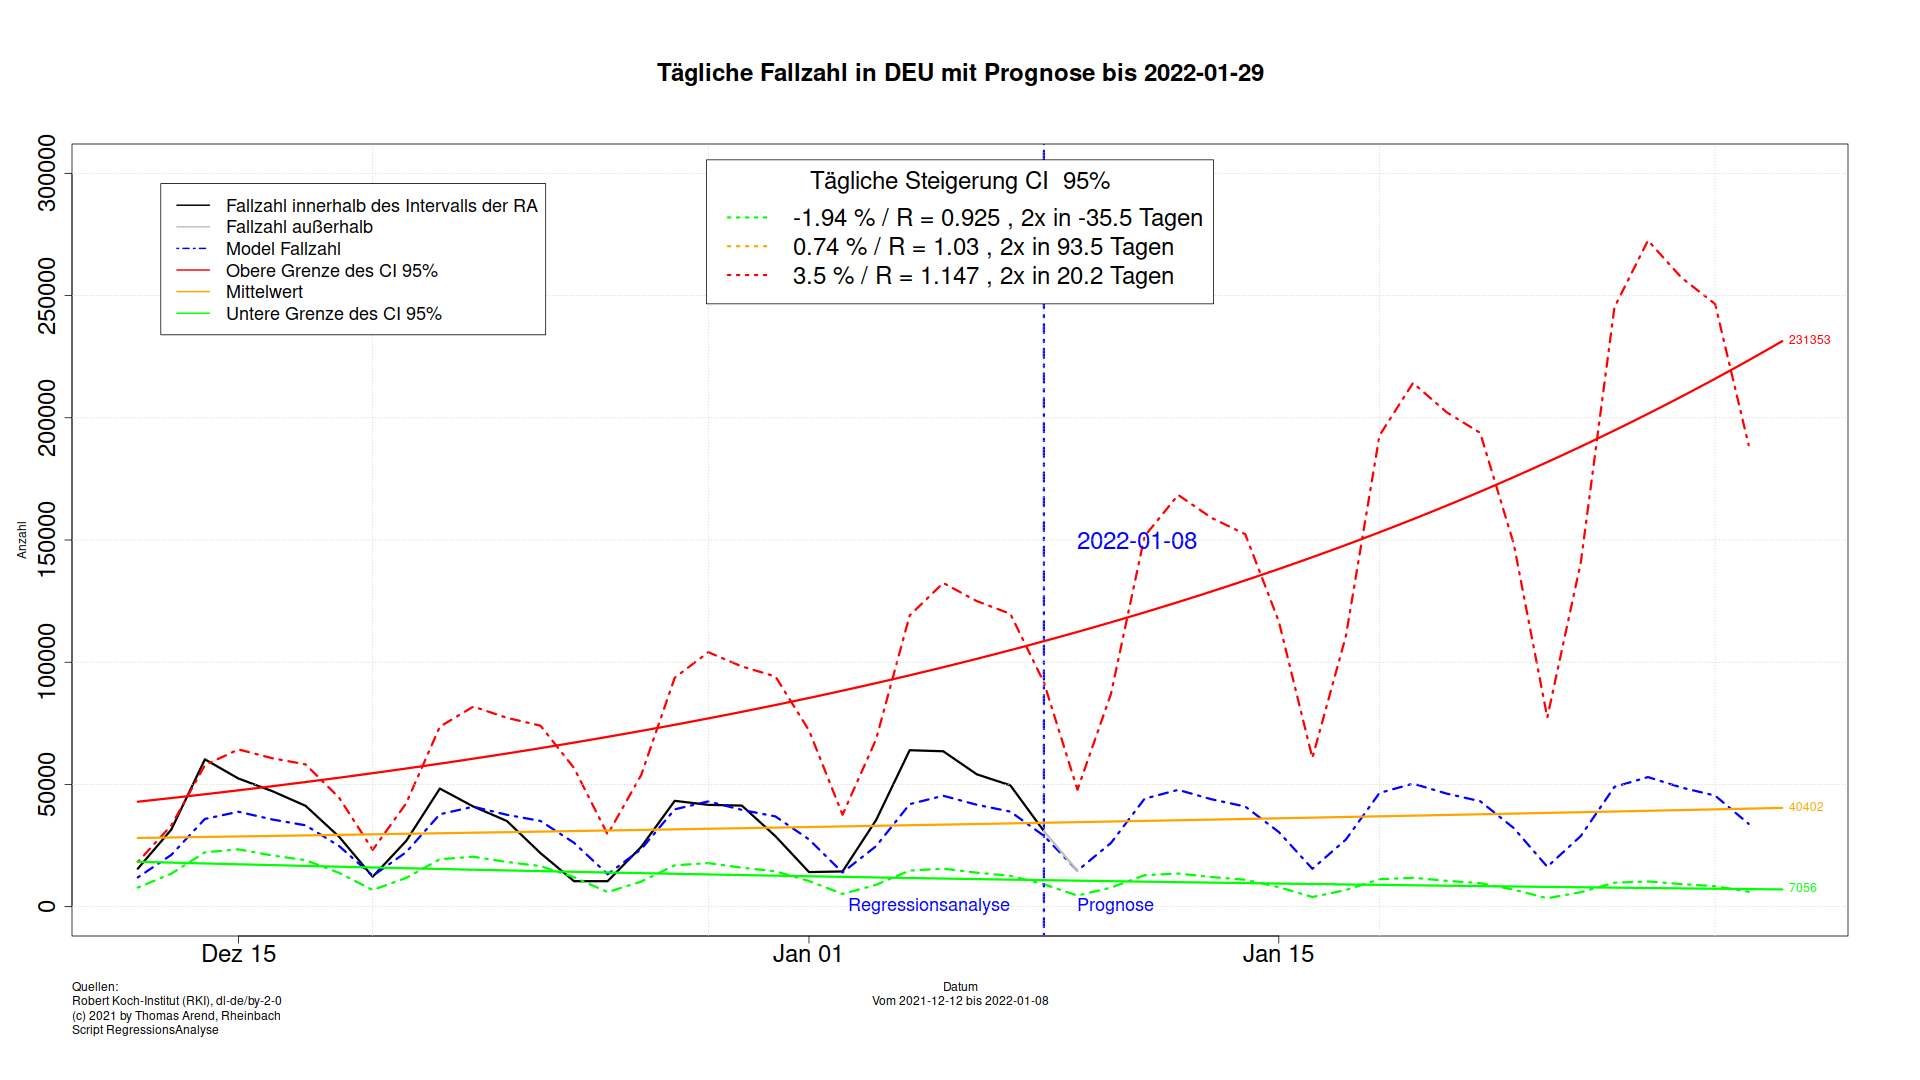 Tägliche Fallzahl in DEU mit Prognose bis 2022-01-29
Anzahl
300000
250000
200000
150000
100000
50000
0
Fallzahl innerhalb des Intervalls der RA
Fallzahl außerhalb
Model Fallzahl
Obere Grenze des CI 95%
Mittelwert
Untere Grenze des CI 95%
Tägliche Steigerung CI  95%
-1.94 % / R = 0.925 , 2x in -35.5 Tagen
0.74 % / R = 1.03 , 2x in 93.5 Tagen
3.5 % / R = 1.147 , 2x in 20.2 Tagen
231353
2022-01-08
40402
7056
Regressionsanalyse
Prognose
Dez 15
Jan 01
Jan 15
Datum
Vom 2021-12-12 bis 2022-01-08
Quellen:
Robert Koch-Institut (RKI), dl-de/by-2-0
(c) 2021 by Thomas Arend, Rheinbach
Script RegressionsAnalyse